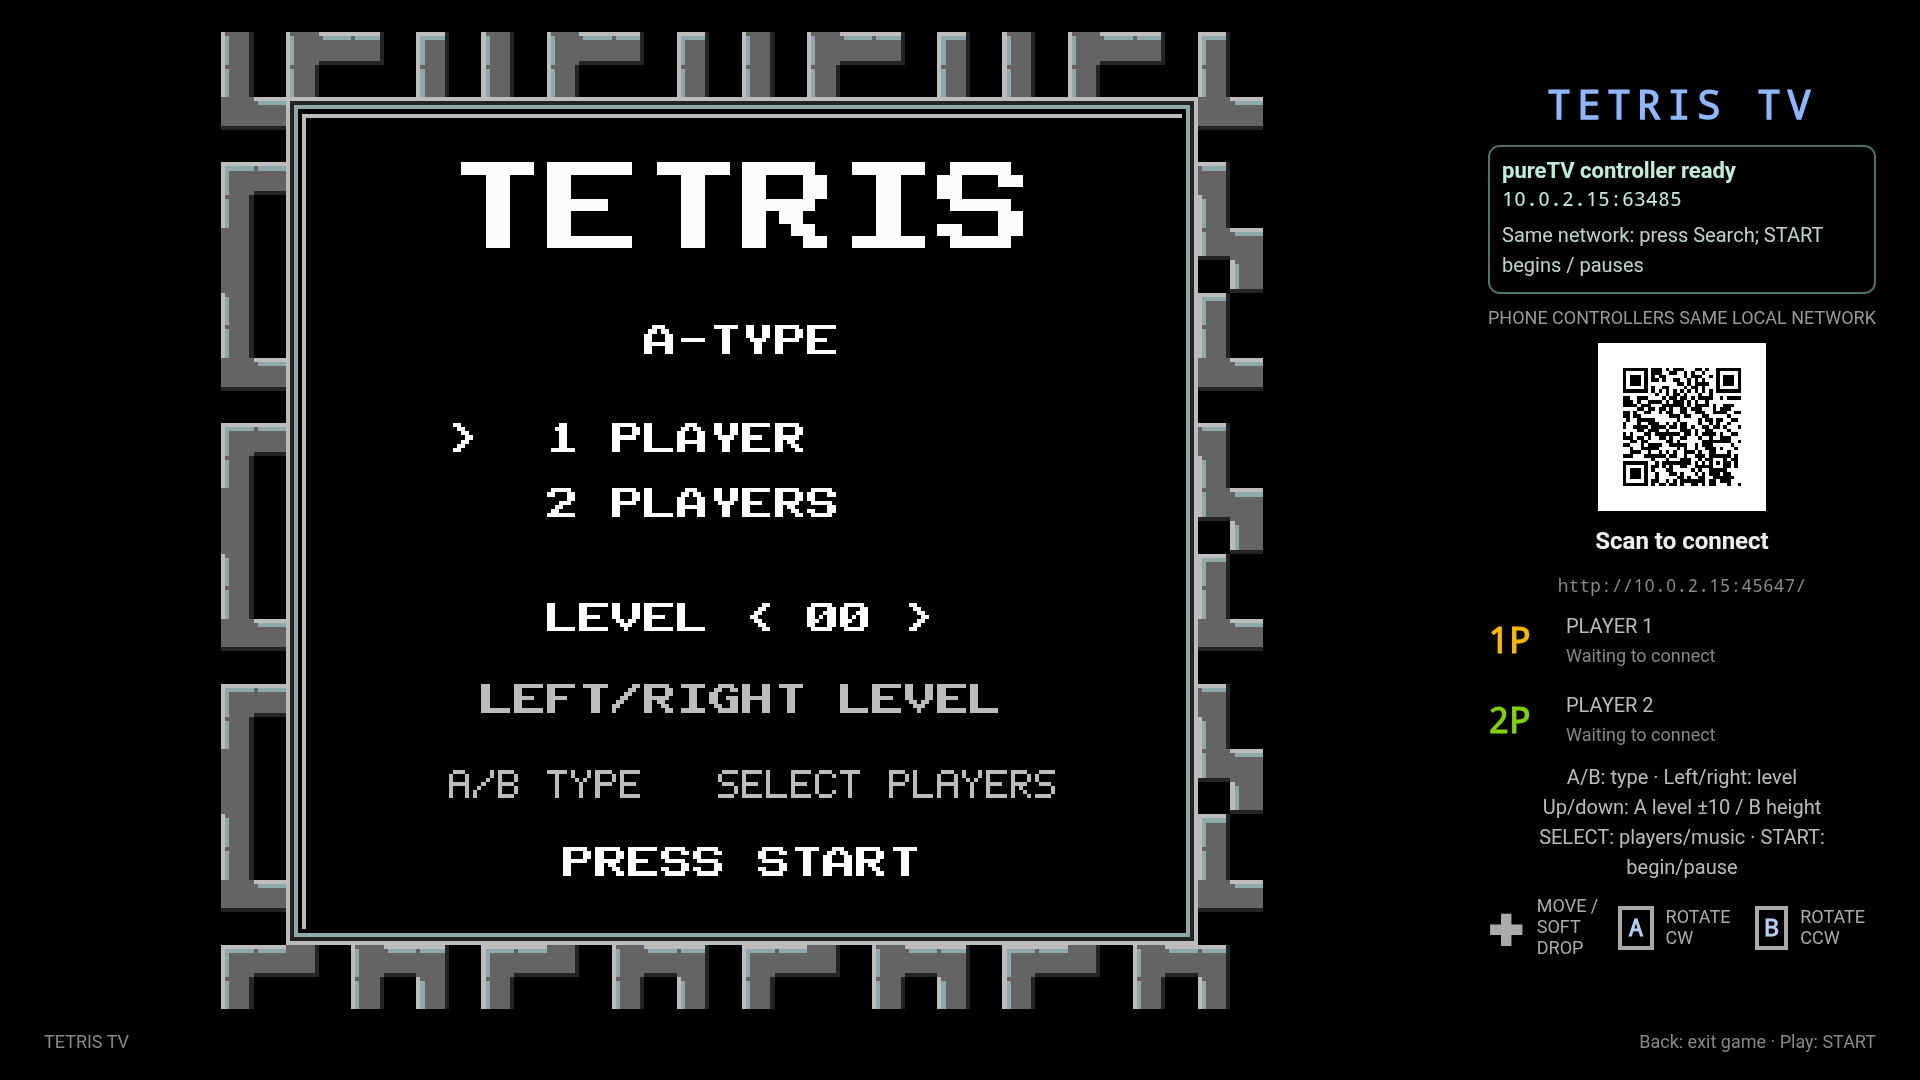 TETRIS
A-TYPE
> 1 PLAYER
2 PLAYERS
LEVEL < 00 >
LEFT/RIGHT LEVEL
A/B TYPE SELECT PLAYERS
PRESS START
TETRIS TV
pureTV controller ready
10.0.2.15:63485
Same network: press Search; START
begins / pauses
PHONE CONTROLLERS SAME LOCAL NETWORK
Scan to connect
http://10.0.2.15:45647/
1P PLAYER 1
Waiting to connect
2P PLAYER 2
Waiting to connect
A/B: type · Left/right: level
Up/down: A level ±10 / B height
SELECT: players/music · START:
begin/pause
MOVE /
SOFT
DROP
A ROTATE
CW
B ROTATE
CCW
TETRIS TV
Back: exit game · Play: START